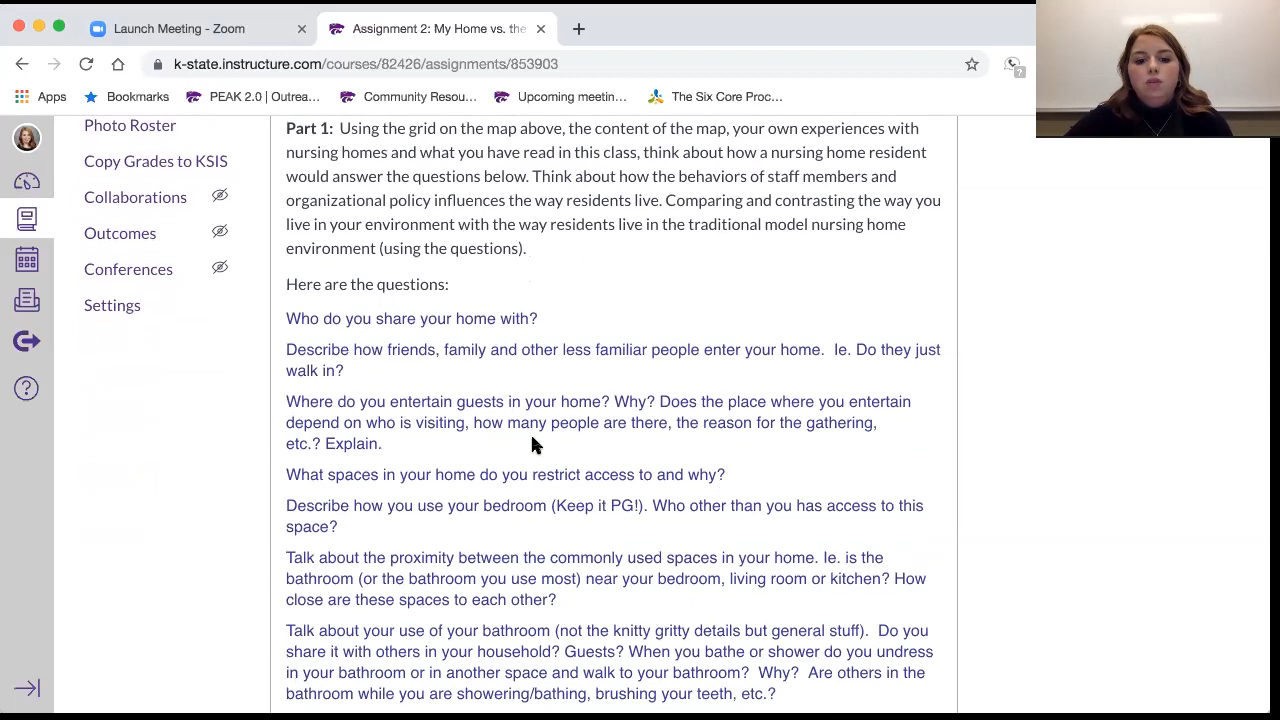 Launch Meeting - Zoom
Assignment 2: My Home vs. the
k-state.instructure.com/courses/82426/assignments/853903
Apps
Bookmarks
PEAK 2.0 | Outrea...
Community Resou...
Upcoming meetin...
The Six Core Proc...
?
Photo Roster
Copy Grades to KSIS
Collaborations
Outcomes
Conferences
Settings
Part 1: Using the grid on the map above, the content of the map, your own experiences with
nursing homes and what you have read in this class, think about how a nursing home resident
would answer the questions below. Think about how the behaviors of staff members and
organizational policy influences the way residents live. Comparing and contrasting the way you
live in your environment with the way residents live in the traditional model nursing home
environment (using the questions).
Here are the questions:
Who do you share your home with?
Describe how friends, family and other less familiar people enter your home. Ie. Do they just
walk in?
Where do you entertain guests in your home? Why? Does the place where you entertain
depend on who is visiting, how many people are there, the reason for the gathering,
etc.? Explain.
What spaces in your home do you restrict access to and why?
Describe how you use your bedroom (Keep it PG!). Who other than you has access to this
space?
Talk about the proximity between the commonly used spaces in your home. Ie. is the
bathroom (or the bathroom you use most) near your bedroom, living room or kitchen? How
close are these spaces to each other?
Talk about your use of your bathroom (not the knitty gritty details but general stuff). Do you
share it with others in your household? Guests? When you bathe or shower do you undress
in your bathroom or in another space and walk to your bathroom? Why? Are others in the
bathroom while you are showering/bathing, brushing your teeth, etc.?